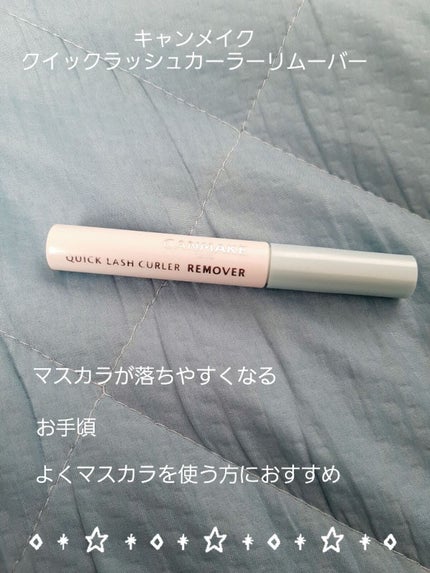 キャンメイク
クイックラッシュカーラーリムーバー
CANMAKE
QUICK LASH CURLER REMOVER
マスカラが落ちやすくなる
お手頃
よくマスカラを使う方におすすめ